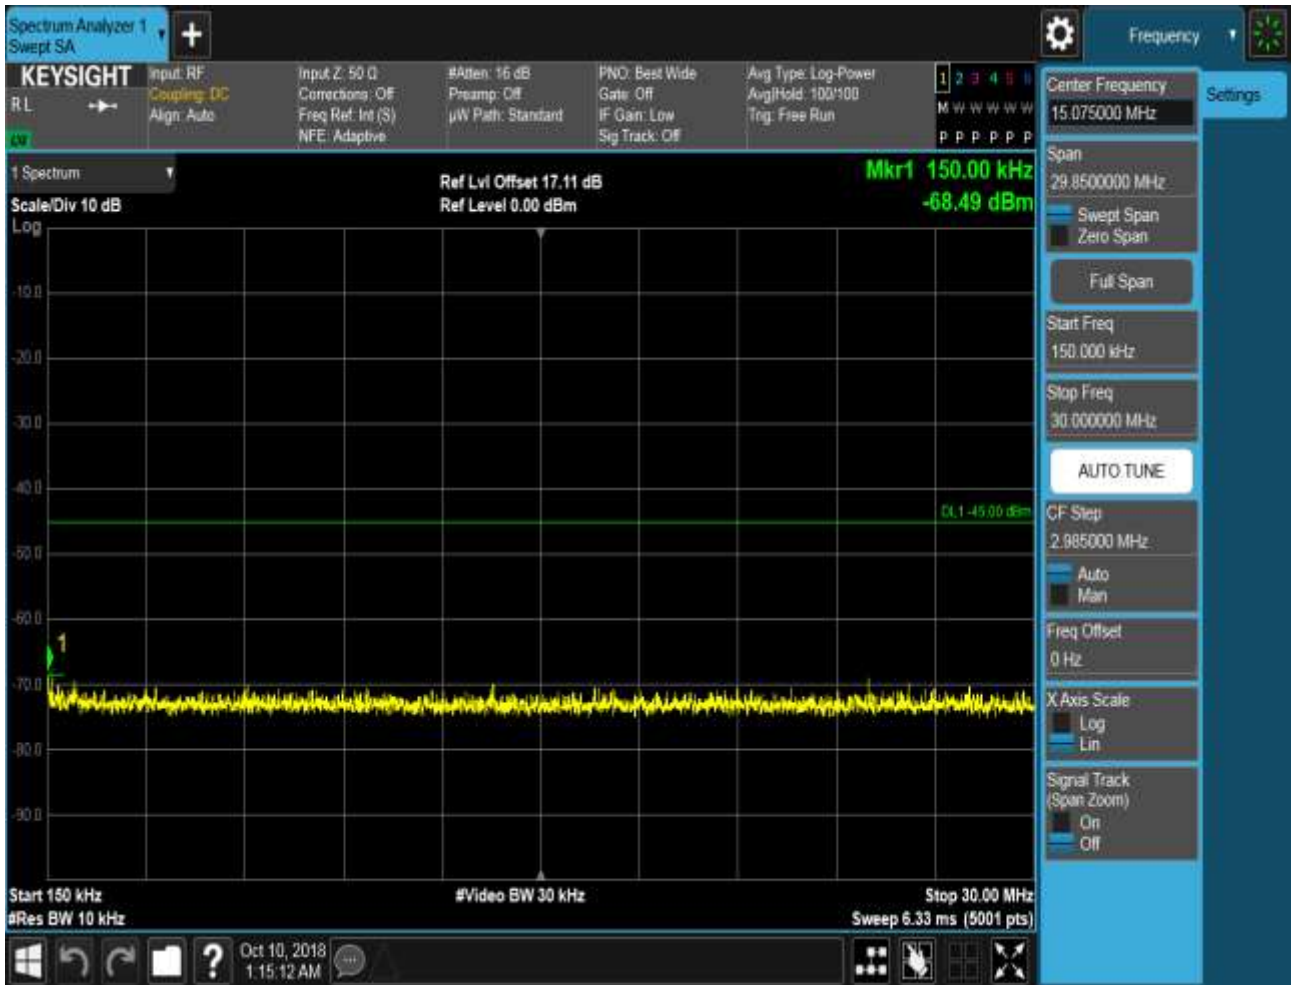 Spectrum Analyzer 1
Swept SA
+
Frequency
KEYSIGHT
RL
Input: RF
Coupling: DC
Align: Auto
Input Z: 50 Ω
Corrections: Off
Freq Ref: Int (S)
NFE: Adaptive
#Atten: 16 dB
Preamp: Off
µW Path: Standard
PNO: Best Wide
Gate: Off
IF Gain: Low
Sig Track: Off
Avg Type: Log-Power
Avg|Hold: 100/100
Trig: Free Run
1 2 3 4 5 6
M W W W W W
P P P P P P
1 Spectrum
Scale/Div 10 dB
Log
Ref Lvl Offset 17.11 dB
Ref Level 0.00 dBm
Mkr1 150.00 kHz
-68.49 dBm
-10.0
-20.0
-30.0
-40.0
-50.0
-60.0
-70.0
-80.0
-90.0
DL1 -45.00 dBm
1
Start 150 kHz
#Res BW 10 kHz
#Video BW 30 kHz
Stop 30.00 MHz
Sweep 6.33 ms (5001 pts)
Center Frequency
15.075000 MHz
Settings
Span
29.8500000 MHz
Swept Span
Zero Span
Full Span
Start Freq
150.000 kHz
Stop Freq
30.000000 MHz
AUTO TUNE
CF Step
2.985000 MHz
Auto
Man
Freq Offset
0 Hz
X Axis Scale
Log
Lin
Signal Track
(Span Zoom)
On
Off
?
Oct 10, 2018
1:15:12 AM